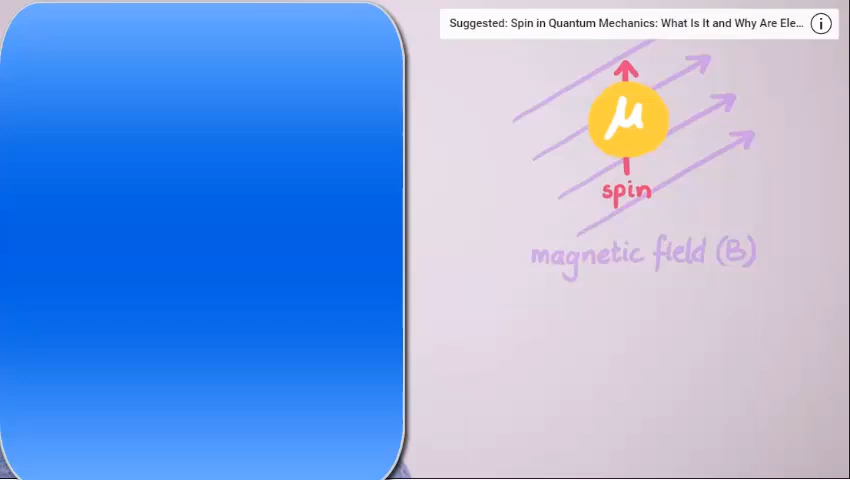 Suggested: Spin in Quantum Mechanics: What Is It and Why Are Ele...
μ
spin
magnetic field (B)